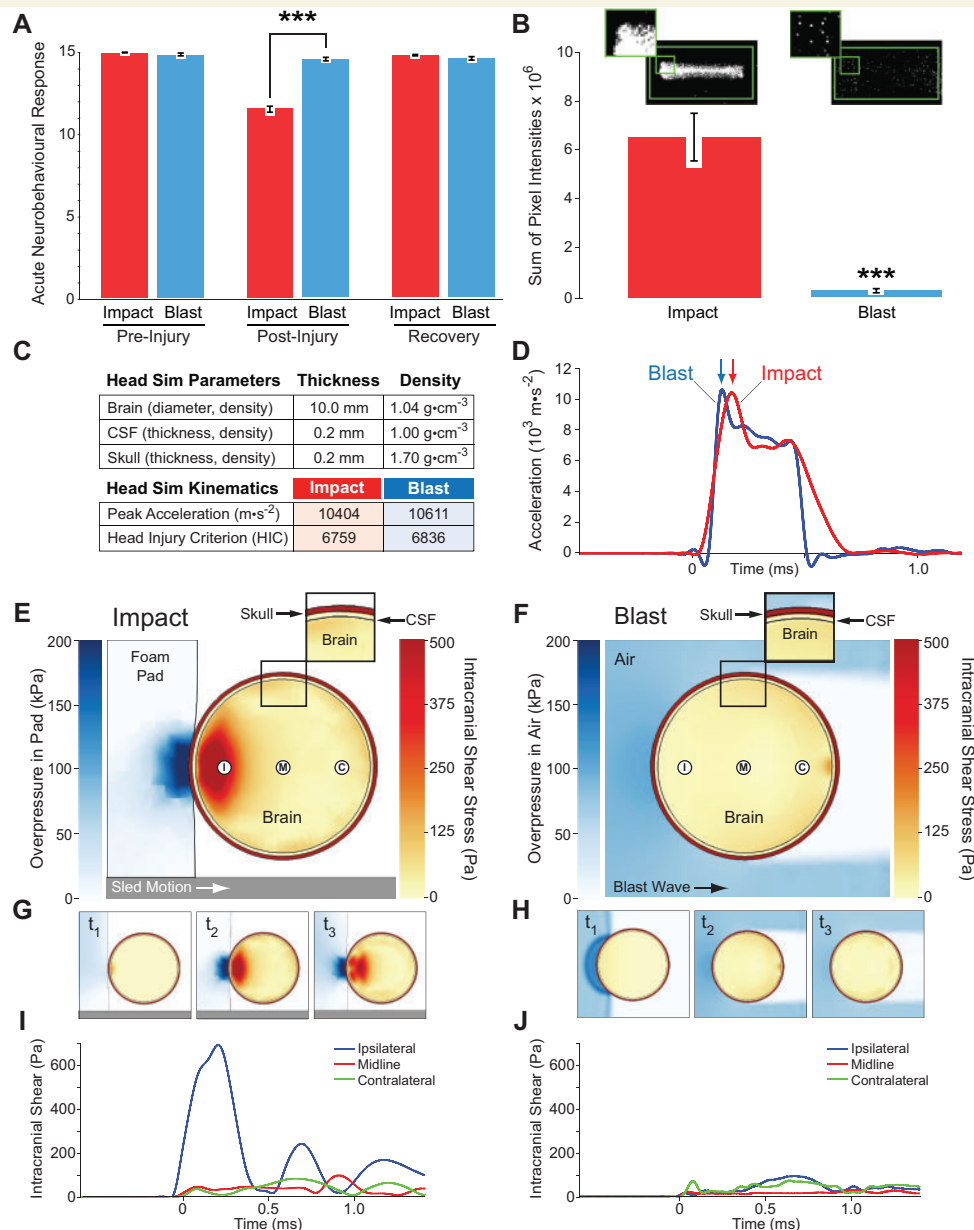 A
***
Acute Neurobehavioural Response
15
10
5
0
Impact Blast Impact Blast Impact Blast
Pre-Injury Post-Injury Recovery
B
Sum of Pixel Intensities x 10⁶
10
8
6
4
2
0
***
Impact Blast
C
Head Sim Parameters Thickness Density
Brain (diameter, density) 10.0 mm 1.04 g•cm⁻³
CSF (thickness, density) 0.2 mm 1.00 g•cm⁻³
Skull (thickness, density) 0.2 mm 1.70 g•cm⁻³
Head Sim Kinematics Impact Blast
Peak Acceleration (m•s⁻²) 10404 10611
Head Injury Criterion (HIC) 6759 6836
D
Blast Impact
Acceleration (10³ m•s⁻²)
12
10
8
6
4
2
0
0 Time (ms) 1.0
E
Impact
Skull
CSF
Brain
Overpressure in Pad (kPa)
200
150
100
50
0
Foam
Pad
I M C
Brain
Sled Motion
500
375
250
125
0
Intracranial Shear Stress (Pa)
F
Blast
Skull
CSF
Brain
Overpressure in Air (kPa)
200
150
100
50
0
Air
I M C
Brain
Blast Wave
500
375
250
125
0
Intracranial Shear Stress (Pa)
G
t₁ t₂ t₃
H
t₁ t₂ t₃
I
Intracranial Shear (Pa)
600
400
200
0
Ipsilateral
Midline
Contralateral
0 0.5 1.0
Time (ms)
J
Intracranial Shear (Pa)
600
400
200
0
Ipsilateral
Midline
Contralateral
0 0.5 1.0
Time (ms)